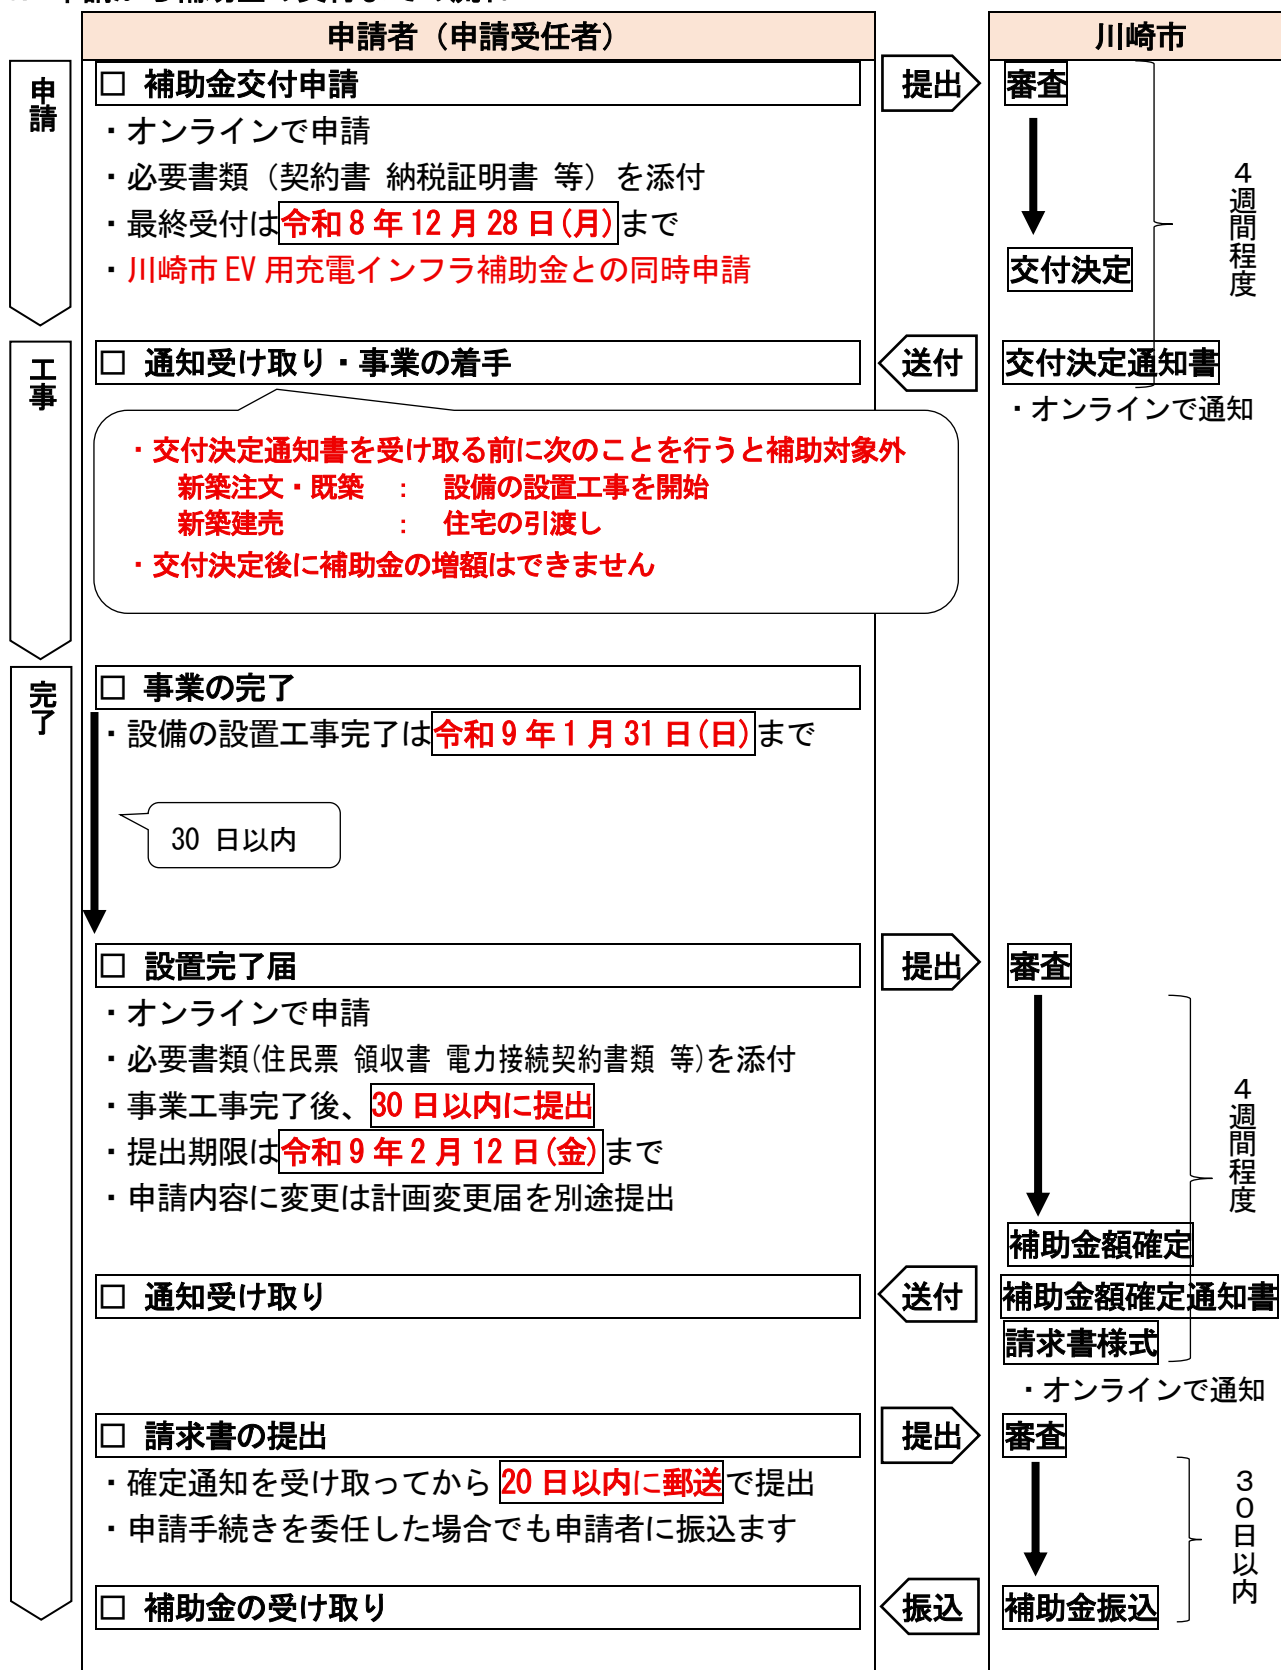 申請者（申請受任者）
川崎市
申請
□ 補助金交付申請
提出
審査
・オンラインで申請
・必要書類（契約書 納税証明書 等）を添付
・最終受付は令和8年12月28日(月)まで
・川崎市EV用充電インフラ補助金との同時申請
交付決定
4週間程度
工事
□ 通知受け取り・事業の着手
送付
交付決定通知書
・オンラインで通知
・交付決定通知書を受け取る前に次のことを行うと補助対象外
新築注文・既築 ： 設備の設置工事を開始
新築建売 ： 住宅の引渡し
・交付決定後に補助金の増額はできません
完了
□ 事業の完了
・設備の設置工事完了は令和9年1月31日(日)まで
30 日以内
□ 設置完了届
提出
審査
・オンラインで申請
・必要書類(住民票 領収書 電力接続契約書類 等)を添付
・事業工事完了後、30日以内に提出
・提出期限は令和9年2月12日(金)まで
・申請内容に変更は計画変更届を別途提出
4週間程度
補助金額確定
□ 通知受け取り
送付
補助金額確定通知書
請求書様式
・オンラインで通知
□ 請求書の提出
提出
審査
・確定通知を受け取ってから20日以内に郵送で提出
・申請手続きを委任した場合でも申請者に振込ます
30日以内
□ 補助金の受け取り
振込
補助金振込